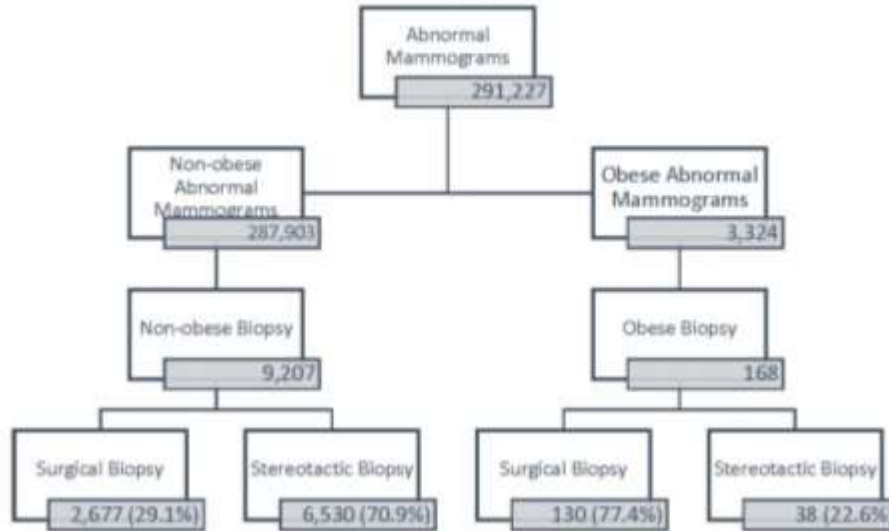 Abnormal
Mammograms
291,227
Non-obese
Abnormal
Mammograms
287,903
Obese Abnormal
Mammograms
3,324
Non-obese Biopsy
9,207
Obese Biopsy
168
Surgical Biopsy
2,677 (29.1%)
Stereotactic Biopsy
6,530 (70.9%)
Surgical Biopsy
130 (77.4%)
Stereotactic Biopsy
38 (22.6%